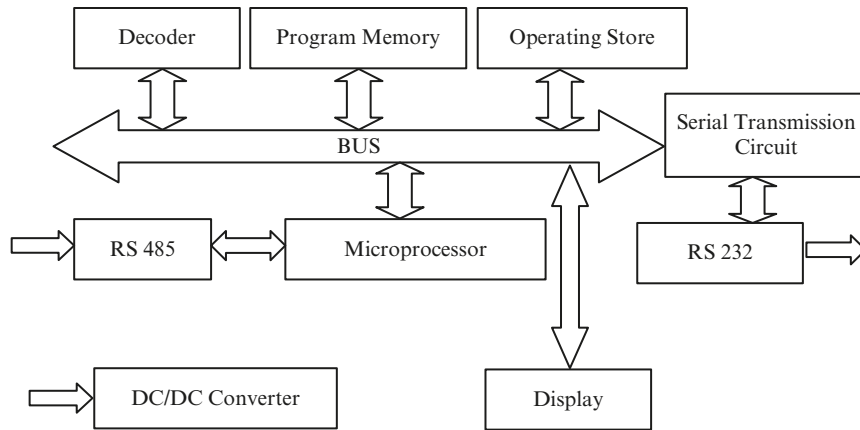 Decoder
Program Memory
Operating Store
Serial Transmission
Circuit
BUS
RS 485
Microprocessor
RS 232
DC/DC Converter
Display